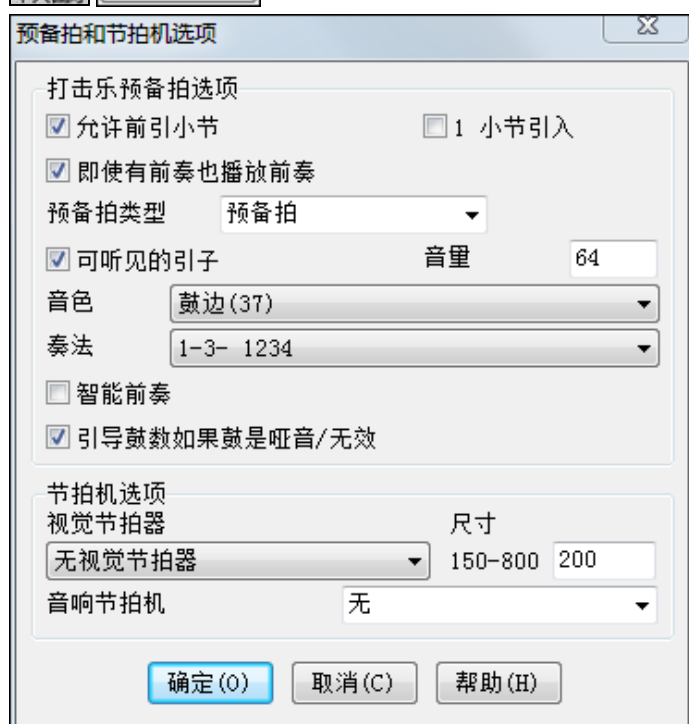 预备拍和节拍机选项
打击乐预备拍选项
允许前引小节 1 小节引入
即使有前奏也播放前奏
预备拍类型 预备拍
可听见的引子 音量 64
音色 鼓边(37)
奏法 1-3- 1234
智能前奏
引导鼓数如果鼓是哑音/无效
节拍机选项
视觉节拍器 尺寸
无视觉节拍器 150-800 200
音响节拍机 无
确定(O) 取消(C) 帮助(H)